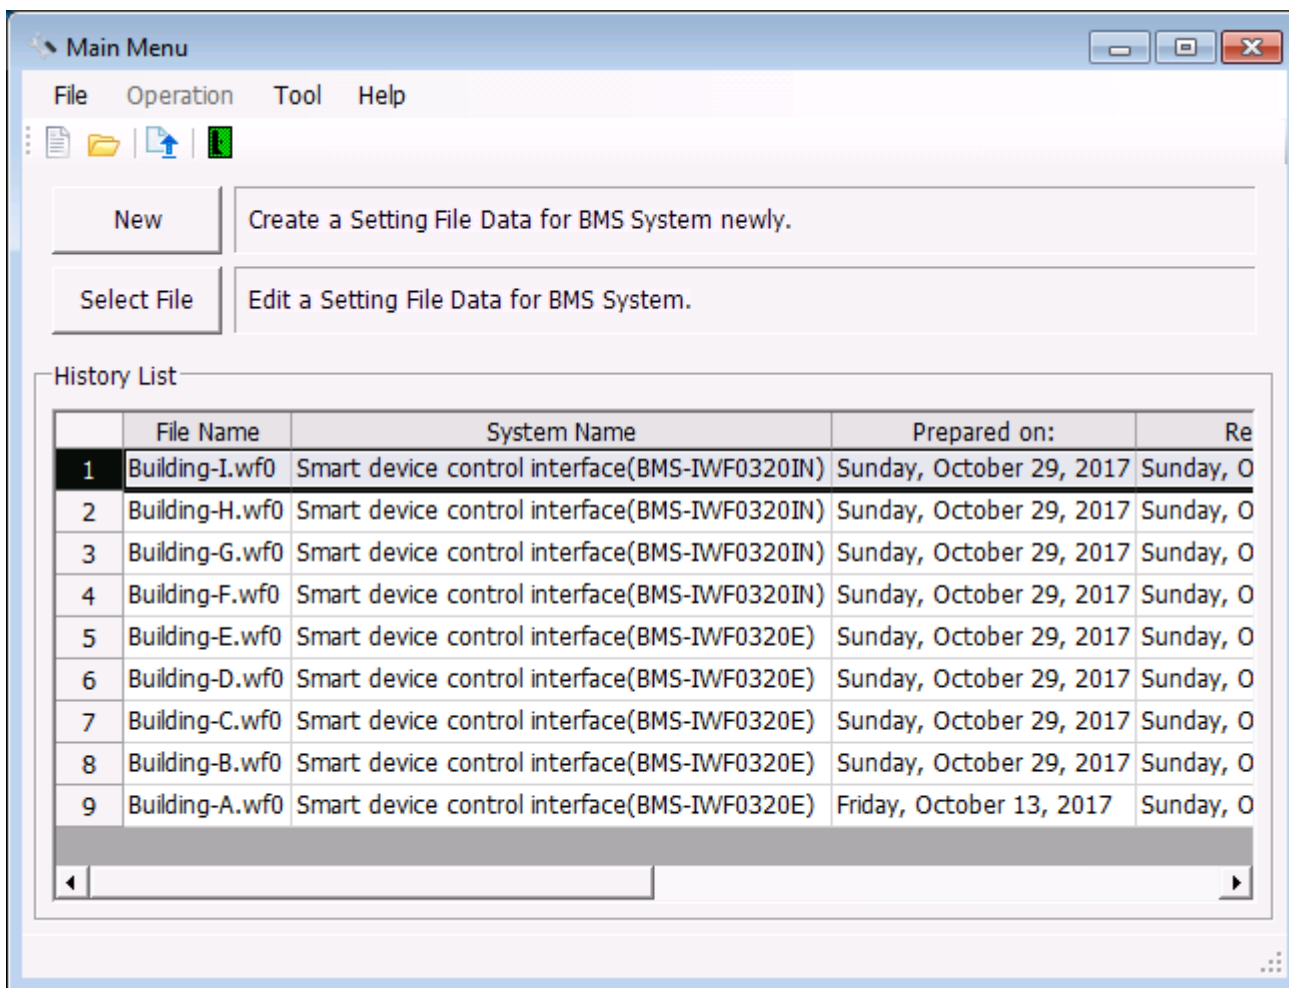 Main Menu
File Operation Tool Help
New Create a Setting File Data for BMS System newly.
Select File Edit a Setting File Data for BMS System.
History List
File Name System Name Prepared on: Re
1 Building-I.wf0 Smart device control interface(BMS-IWF0320IN) Sunday, October 29, 2017 Sunday, O
2 Building-H.wf0 Smart device control interface(BMS-IWF0320IN) Sunday, October 29, 2017 Sunday, O
3 Building-G.wf0 Smart device control interface(BMS-IWF0320IN) Sunday, October 29, 2017 Sunday, O
4 Building-F.wf0 Smart device control interface(BMS-IWF0320IN) Sunday, October 29, 2017 Sunday, O
5 Building-E.wf0 Smart device control interface(BMS-IWF0320E) Sunday, October 29, 2017 Sunday, O
6 Building-D.wf0 Smart device control interface(BMS-IWF0320E) Sunday, October 29, 2017 Sunday, O
7 Building-C.wf0 Smart device control interface(BMS-IWF0320E) Sunday, October 29, 2017 Sunday, O
8 Building-B.wf0 Smart device control interface(BMS-IWF0320E) Sunday, October 29, 2017 Sunday, O
9 Building-A.wf0 Smart device control interface(BMS-IWF0320E) Friday, October 13, 2017 Sunday, O